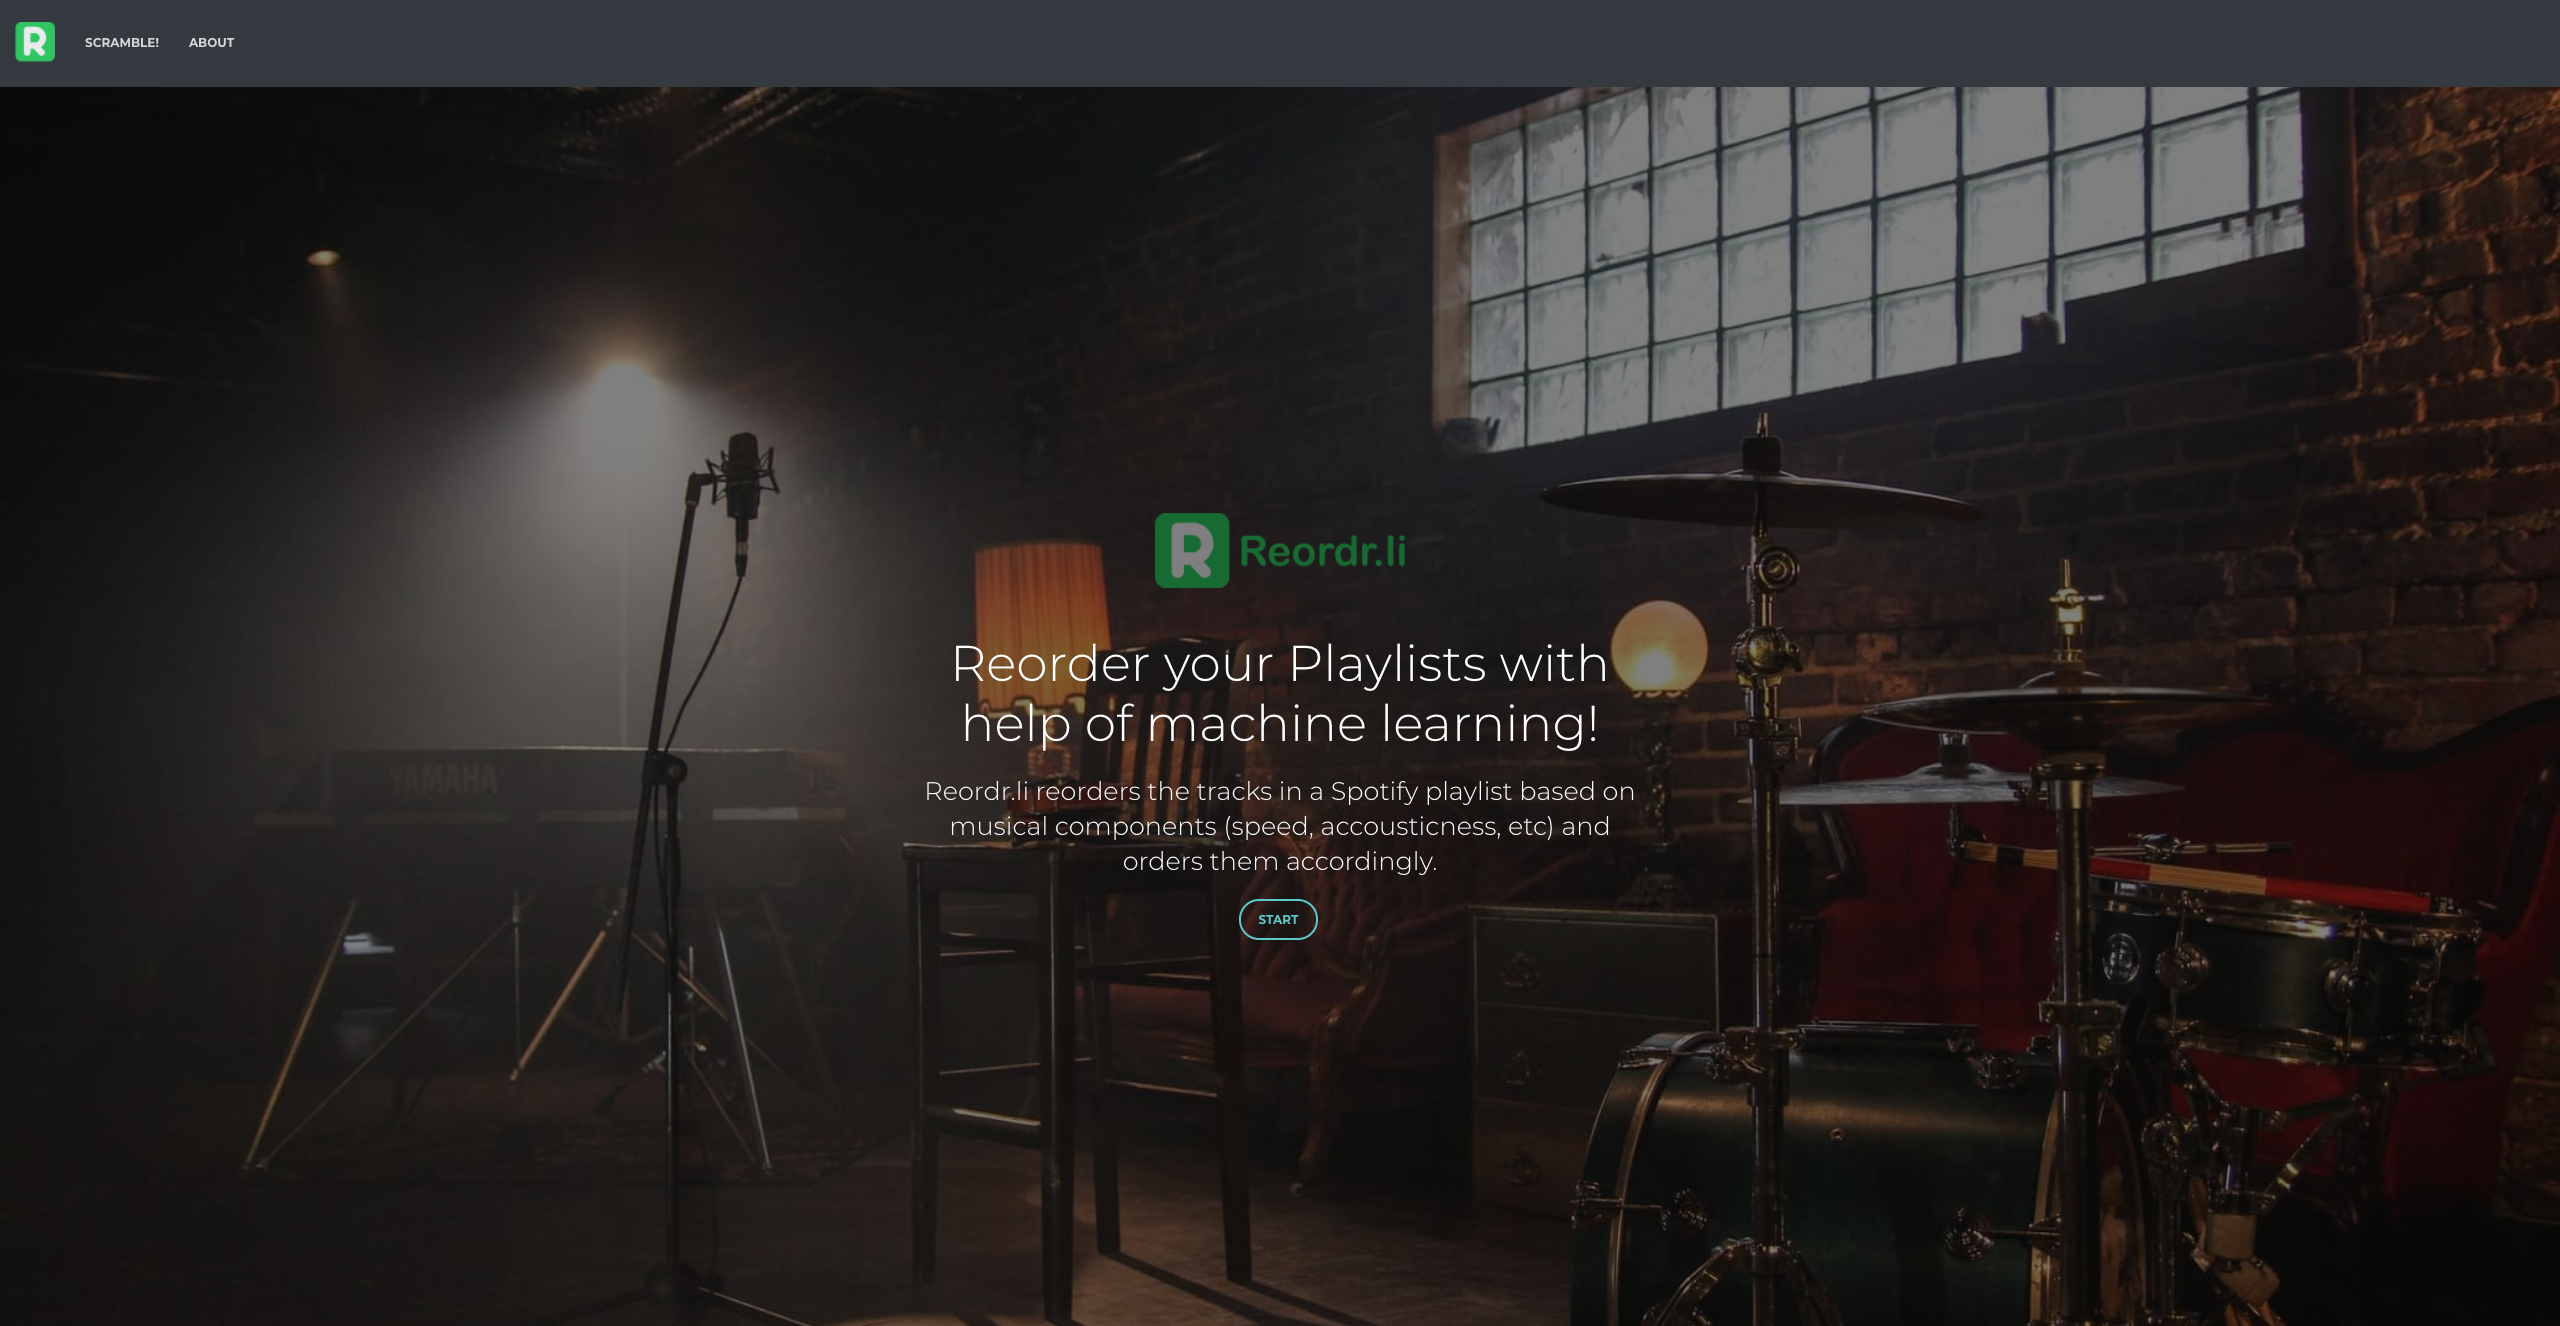 R SCRAMBLE! ABOUT
R Reordr.li
Reorder your Playlists with
help of machine learning!
YAMAHA
Reordr.li reorders the tracks in a Spotify playlist based on
musical components (speed, accousticness, etc) and
orders them accordingly.
START